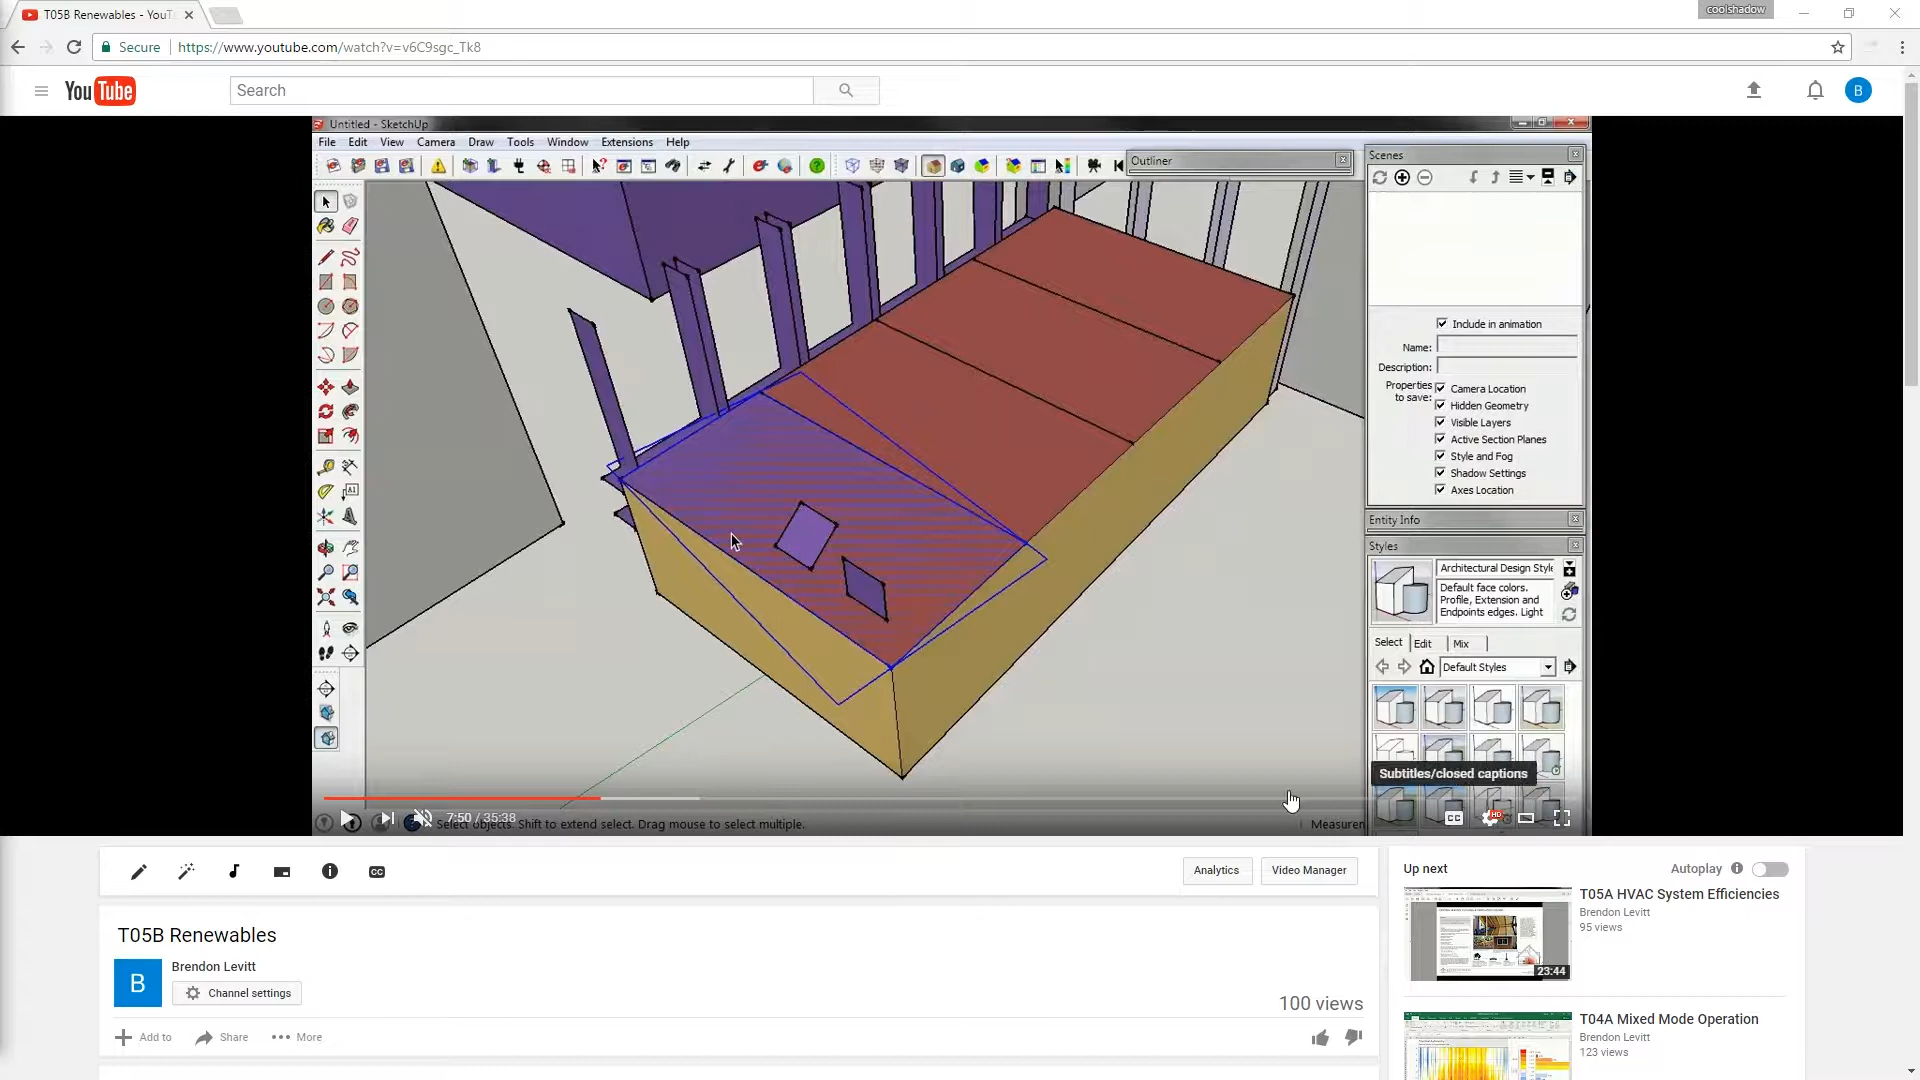 T05B Renewables - YouT
coolshadow
Secure https://www.youtube.com/watch?v=v6C9sgc_Tk8
YouTube
Search
B
Untitled - SketchUp
File Edit View Camera Draw Tools Window Extensions Help
Outliner
Scenes
Include in animation
Name:
Description:
Properties to save:
Camera Location
Hidden Geometry
Visible Layers
Active Section Planes
Style and Fog
Shadow Settings
Axes Location
Entity Info
Styles
Architectural Design Style
Default face colors.
Profile, Extension and
Endpoints edges. Light
Select Edit Mix
Default Styles
Subtitles/closed captions
7:50 / 35:38
Select objects. Shift to extend select. Drag mouse to select multiple.
Measurem
CC
HD
CC
Analytics
Video Manager
T05B Renewables
B
Brendon Levitt
Channel settings
100 views
Add to
Share
More
Up next
Autoplay
T05A HVAC System Efficiencies
Brendon Levitt
95 views
23:44
T04A Mixed Mode Operation
Brendon Levitt
123 views